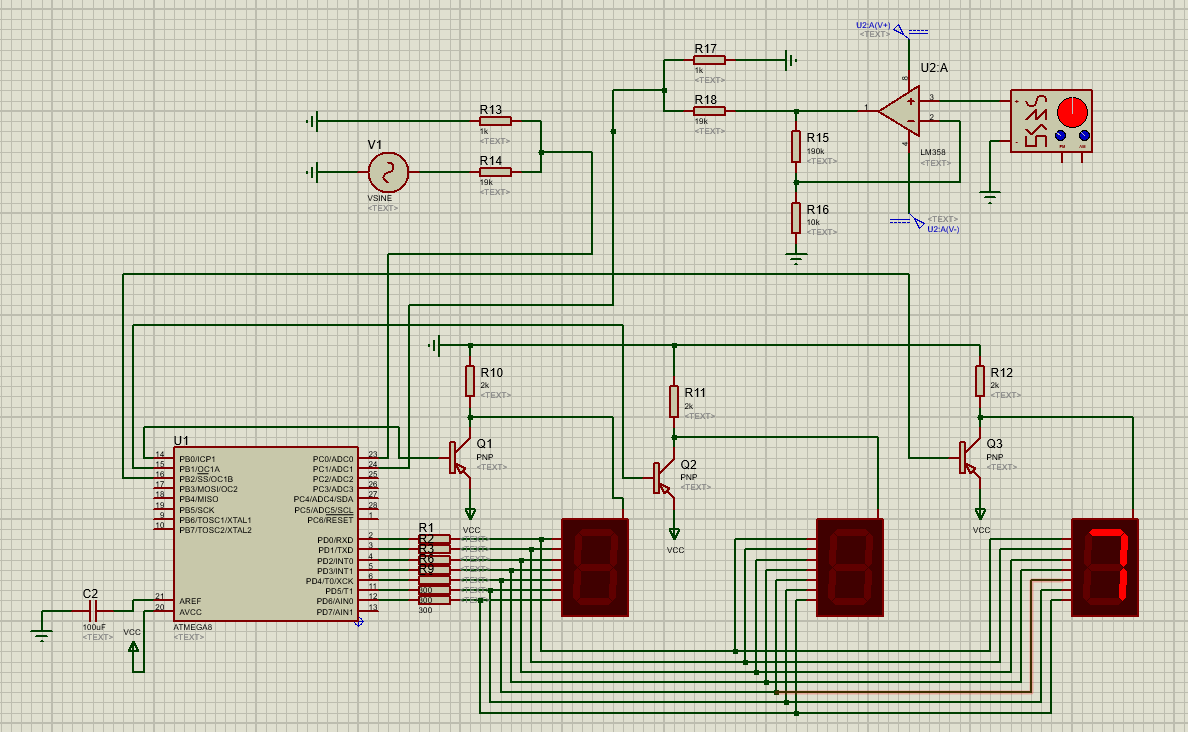 U2:A(V+)
<TEXT>
U2:A
R17
1k
<TEXT>
R18
19k
<TEXT>
8
1
3
2
4
LM358
<TEXT>
R15
190k
<TEXT>
R16
10k
<TEXT>
<TEXT>
U2:A(V-)
+
-
R13
1k
<TEXT>
V1
VSINE
<TEXT>
R14
19k
<TEXT>
R10
2k
<TEXT>
R11
2k
<TEXT>
R12
2k
<TEXT>
Q1
PNP
<TEXT>
VCC
Q2
PNP
<TEXT>
VCC
Q3
PNP
<TEXT>
VCC
U1
14 PB0/ICP1 PC0/ADC0 23
15 PB1/OC1A PC1/ADC1 24
16 PB2/SS/OC1B PC2/ADC2 25
17 PB3/MOSI/OC2 PC3/ADC3 26
18 PB4/MISO PC4/ADC4/SDA 27
19 PB5/SCK PC5/ADC5/SCL 28
9 PB6/TOSC1/XTAL1 PC6/RESET 1
10 PB7/TOSC2/XTAL2
PD0/RXD 2
PD1/TXD 3
PD2/INT0 4
PD3/INT1 5
PD4/T0/XCK 6
PD5/T1 11
21 AREF PD6/AIN0 12
20 AVCC PD7/AIN1 13
ATMEGA8
<TEXT>
R1
R2
R3
R9
300
300
C2
100uF
<TEXT>
VCC
7